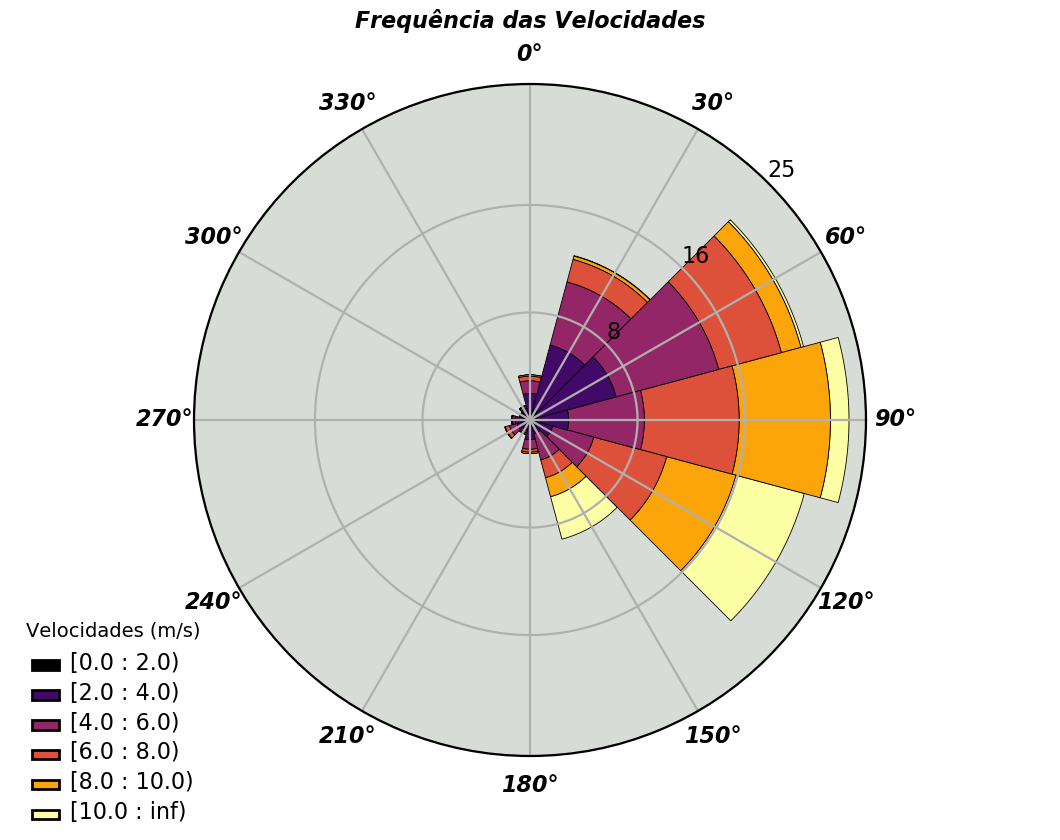 Frequência das Velocidades
0°
330°
30°
25
300°
60°
16
8
270°
90°
240°
120°
210°
150°
180°
Velocidades (m/s)
[0.0 : 2.0)
[2.0 : 4.0)
[4.0 : 6.0)
[6.0 : 8.0)
[8.0 : 10.0)
[10.0 : inf)